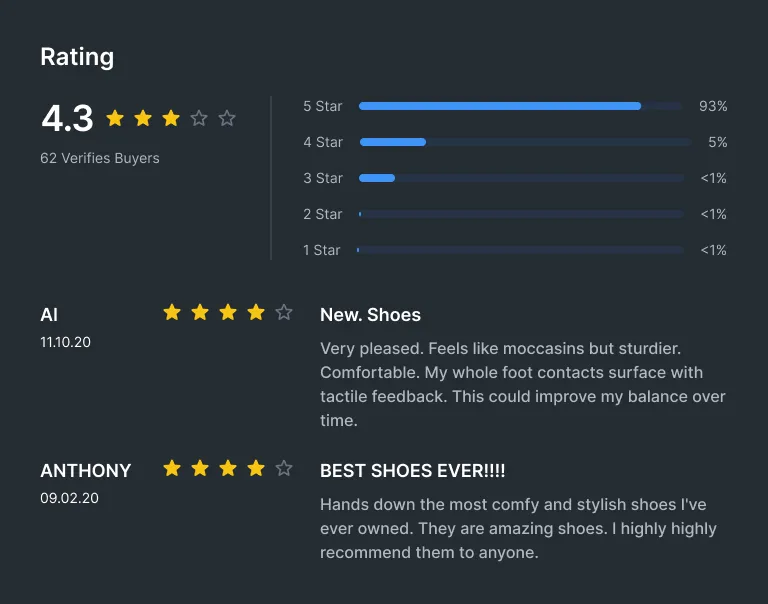 Rating
4.3
62 Verifies Buyers
5 Star 93%
4 Star 5%
3 Star <1%
2 Star <1%
1 Star <1%
Al
11.10.20
New. Shoes
Very pleased. Feels like moccasins but sturdier.
Comfortable. My whole foot contacts surface with
tactile feedback. This could improve my balance over
time.
ANTHONY
09.02.20
BEST SHOES EVER!!!!
Hands down the most comfy and stylish shoes I've
ever owned. They are amazing shoes. I highly highly
recommend them to anyone.